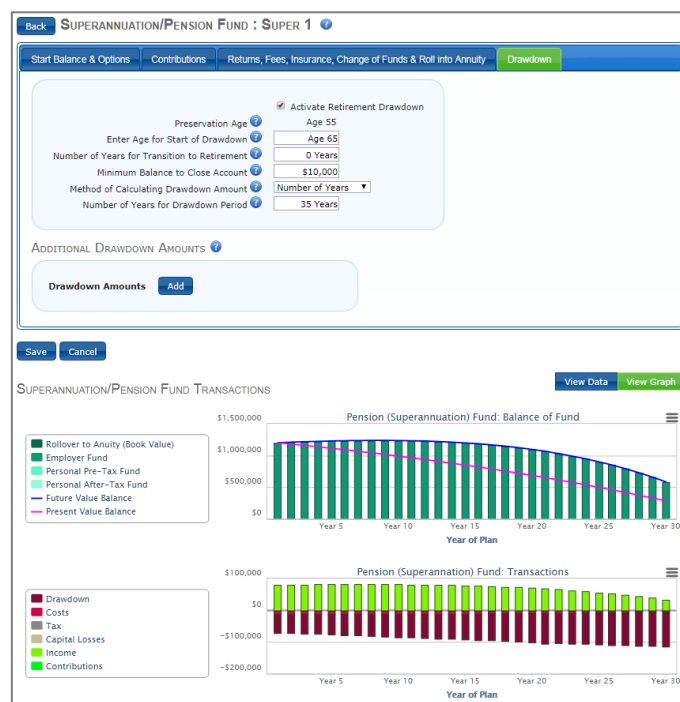 Back Superannuation/Pension Fund : Super 1 ?
Start Balance & Options Contributions Returns, Fees, Insurance, Change of Funds & Roll into Annuity Drawdown
Activate Retirement Drawdown
Preservation Age ? Age 55
Enter Age for Start of Drawdown ? Age 65
Number of Years for Transition to Retirement ? 0 Years
Minimum Balance to Close Account ? $10,000
Method of Calculating Drawdown Amount ? Number of Years
Number of Years for Drawdown Period ? 35 Years
Additional Drawdown Amounts ?
Drawdown Amounts Add
Save Cancel
View Data View Graph
Superannuation/Pension Fund Transactions
Pension (Superannuation) Fund: Balance of Fund
$1,500,000
$1,000,000
$500,000
$0
Rollover to Anuity (Book Value)
Employer Fund
Personal Pre-Tax Fund
Personal After-Tax Fund
Future Value Balance
Present Value Balance
Year 5 Year 10 Year 15 Year 20 Year 25 Year 30
Year of Plan
Pension (Superannation) Fund: Transactions
$100,000
$0
-$100,000
-$200,000
Drawdown
Costs
Tax
Capital Losses
Income
Contributions
Year 5 Year 10 Year 15 Year 20 Year 25 Year 30
Year of Plan